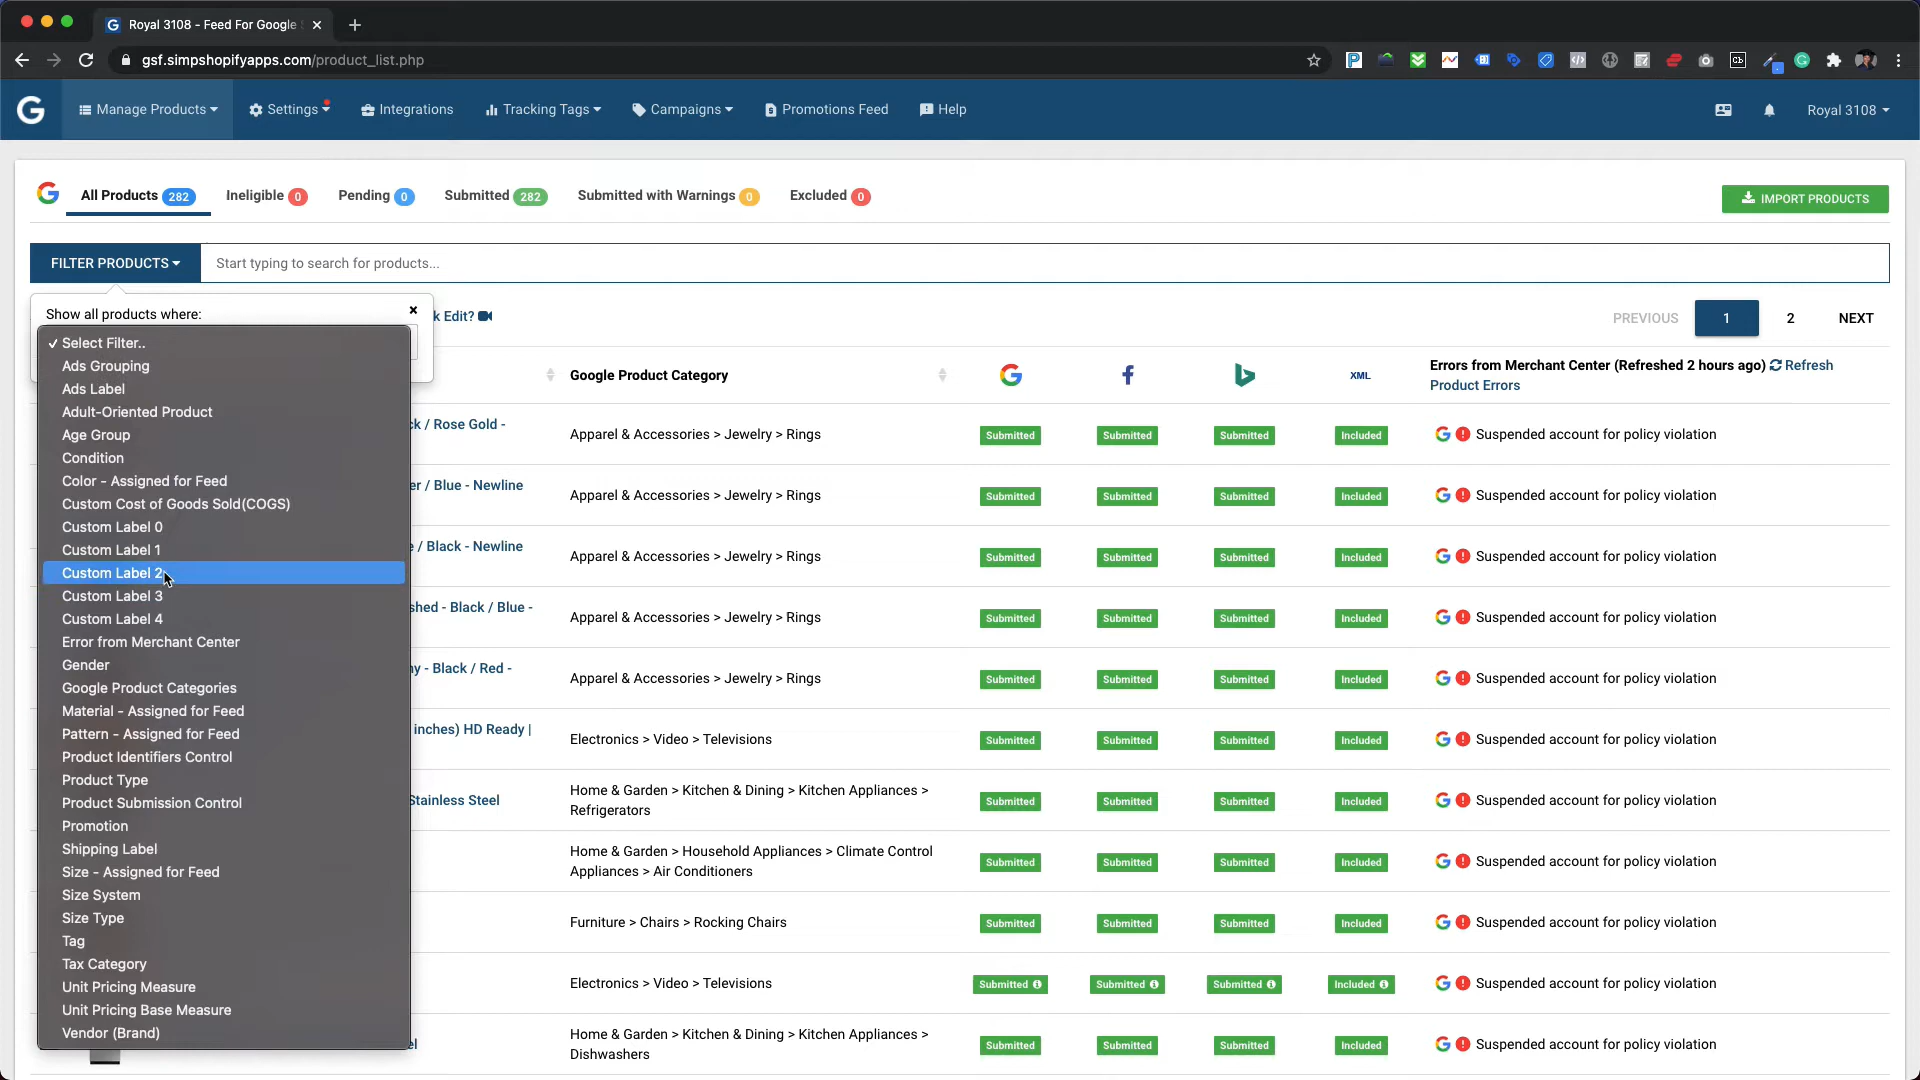 Royal 3108 - Feed For Google S
gsf.simpshopifyapps.com/product_list.php
Manage Products
Settings
Integrations
Tracking Tags
Campaigns
Promotions Feed
Help
Royal 3108
All Products 282
Ineligible 0
Pending 0
Submitted 282
Submitted with Warnings 0
Excluded 0
IMPORT PRODUCTS
FILTER PRODUCTS
Start typing to search for products...
Show all products where:
k Edit?
PREVIOUS 1 2 NEXT
Select Filter..
Ads Grouping
Ads Label
Adult-Oriented Product
Age Group
Condition
Color - Assigned for Feed
Custom Cost of Goods Sold(COGS)
Custom Label 0
Custom Label 1
Custom Label 2
Custom Label 3
Custom Label 4
Error from Merchant Center
Gender
Google Product Categories
Material - Assigned for Feed
Pattern - Assigned for Feed
Product Identifiers Control
Product Type
Product Submission Control
Promotion
Shipping Label
Size - Assigned for Feed
Size System
Size Type
Tag
Tax Category
Unit Pricing Measure
Unit Pricing Base Measure
Vendor (Brand)
Google Product Category
XML
Errors from Merchant Center (Refreshed 2 hours ago) Refresh
Product Errors
ck / Rose Gold -
Apparel & Accessories > Jewelry > Rings
Submitted Submitted Submitted Included
Suspended account for policy violation
er / Blue - Newline
Apparel & Accessories > Jewelry > Rings
Submitted Submitted Submitted Included
Suspended account for policy violation
e / Black - Newline
Apparel & Accessories > Jewelry > Rings
Submitted Submitted Submitted Included
Suspended account for policy violation
shed - Black / Blue -
Apparel & Accessories > Jewelry > Rings
Submitted Submitted Submitted Included
Suspended account for policy violation
ny - Black / Red -
Apparel & Accessories > Jewelry > Rings
Submitted Submitted Submitted Included
Suspended account for policy violation
inches) HD Ready |
Electronics > Video > Televisions
Submitted Submitted Submitted Included
Suspended account for policy violation
Stainless Steel
Home & Garden > Kitchen & Dining > Kitchen Appliances >
Refrigerators
Submitted Submitted Submitted Included
Suspended account for policy violation
Home & Garden > Household Appliances > Climate Control
Appliances > Air Conditioners
Submitted Submitted Submitted Included
Suspended account for policy violation
Furniture > Chairs > Rocking Chairs
Submitted Submitted Submitted Included
Suspended account for policy violation
Electronics > Video > Televisions
Submitted Submitted Submitted Included
Suspended account for policy violation
el
Home & Garden > Kitchen & Dining > Kitchen Appliances >
Dishwashers
Submitted Submitted Submitted Included
Suspended account for policy violation